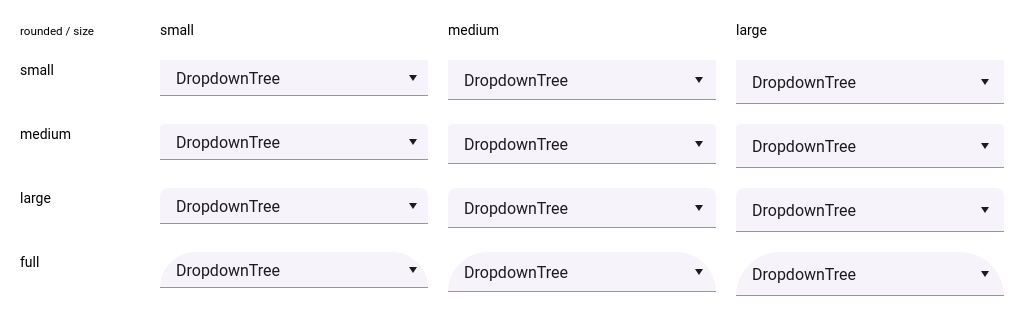 rounded / size small medium large
small DropdownTree DropdownTree DropdownTree
medium DropdownTree DropdownTree DropdownTree
large DropdownTree DropdownTree DropdownTree
full DropdownTree DropdownTree DropdownTree